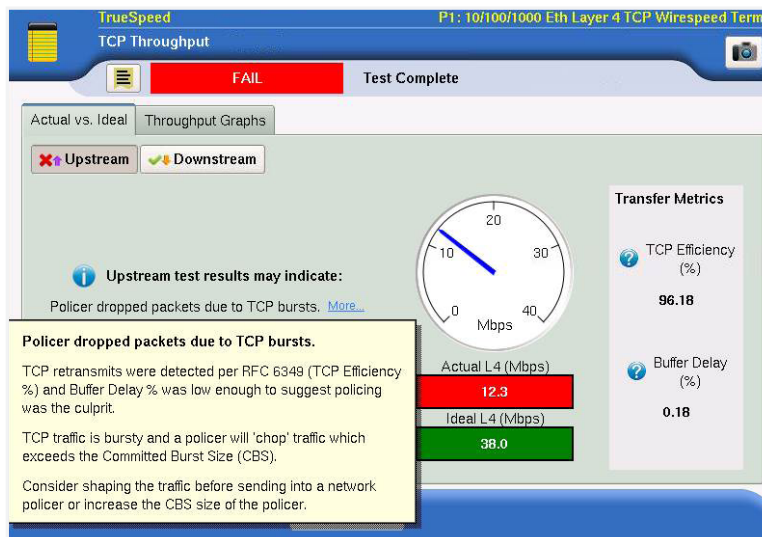 TrueSpeed
P1: 10/100/1000 Eth Layer 4 TCP Wirespeed Term
TCP Throughput
FAIL
Test Complete
Actual vs. Ideal
Throughput Graphs
Upstream
Downstream
Upstream test results may indicate:
Policer dropped packets due to TCP bursts. More...
Policer dropped packets due to TCP bursts.
TCP retransmits were detected per RFC 6349 (TCP Efficiency
%) and Buffer Delay % was low enough to suggest policing
was the culprit.
TCP traffic is bursty and a policer will 'chop' traffic which
exceeds the Committed Burst Size (CBS).
Consider shaping the traffic before sending into a network
policer or increase the CBS size of the policer.
20
10
30
0
40
Mbps
Actual L4 (Mbps)
12.3
Ideal L4 (Mbps)
38.0
Transfer Metrics
? TCP Efficiency
(%)
96.18
? Buffer Delay
(%)
0.18